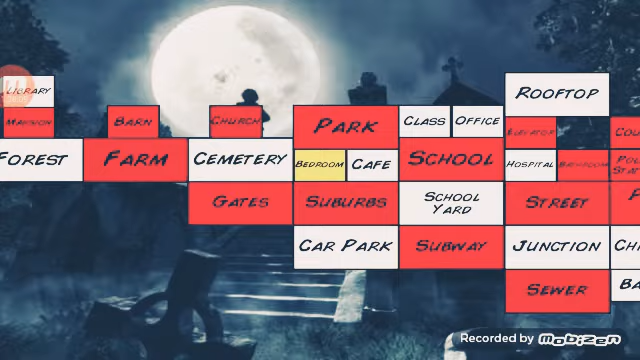 LIBRARY
ROOFTOP
MANSION
BARN
CHURCH
PARK
CLASS
OFFICE
ELEVATOR
FOREST
FARM
CEMETERY
BEDROOM
CAFE
SCHOOL
HOSPITAL
BATHROOM
GATES
SUBURBS
SCHOOL
YARD
STREET
CAR PARK
SUBWAY
JUNCTION
SEWER
Recorded by mobizen